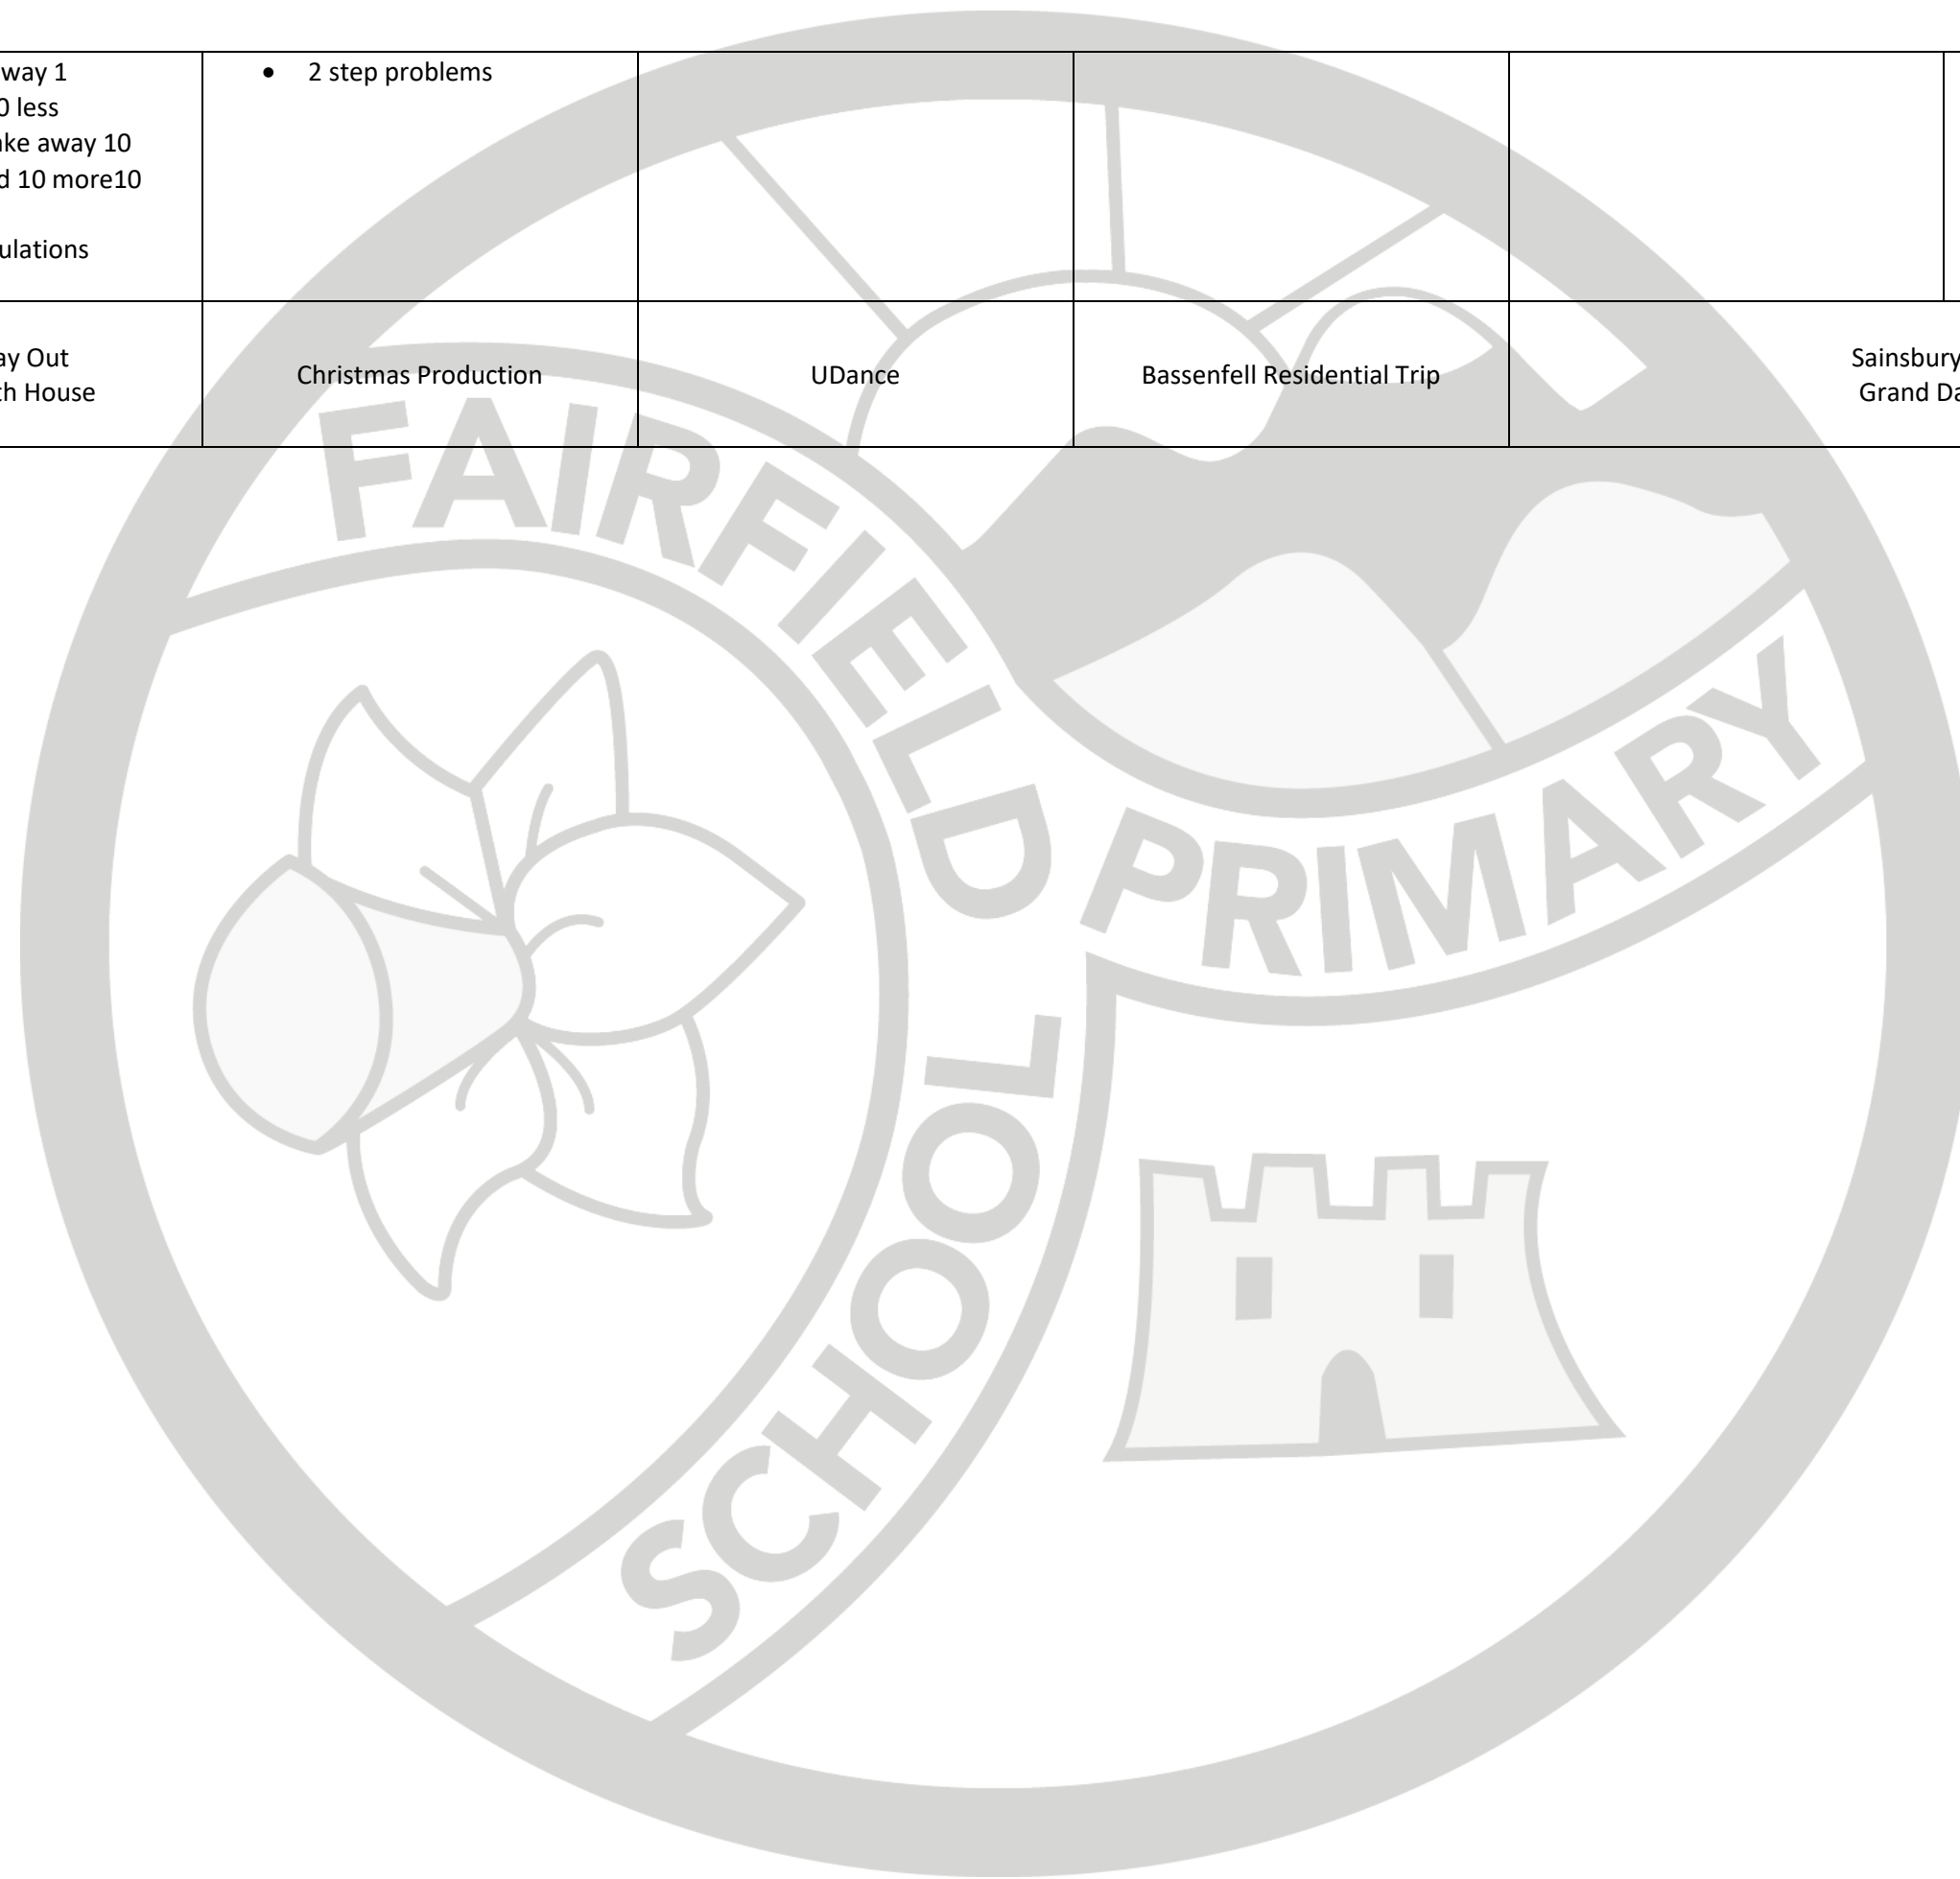 way 1
0 less
ke away 10
d 10 more10
ulations
• 2 step problems
ay Out
th House
Christmas Production
UDance
Bassenfell Residential Trip
Sainsbury
Grand Da
FAIRFIELD PRIMARY
SCHOOL